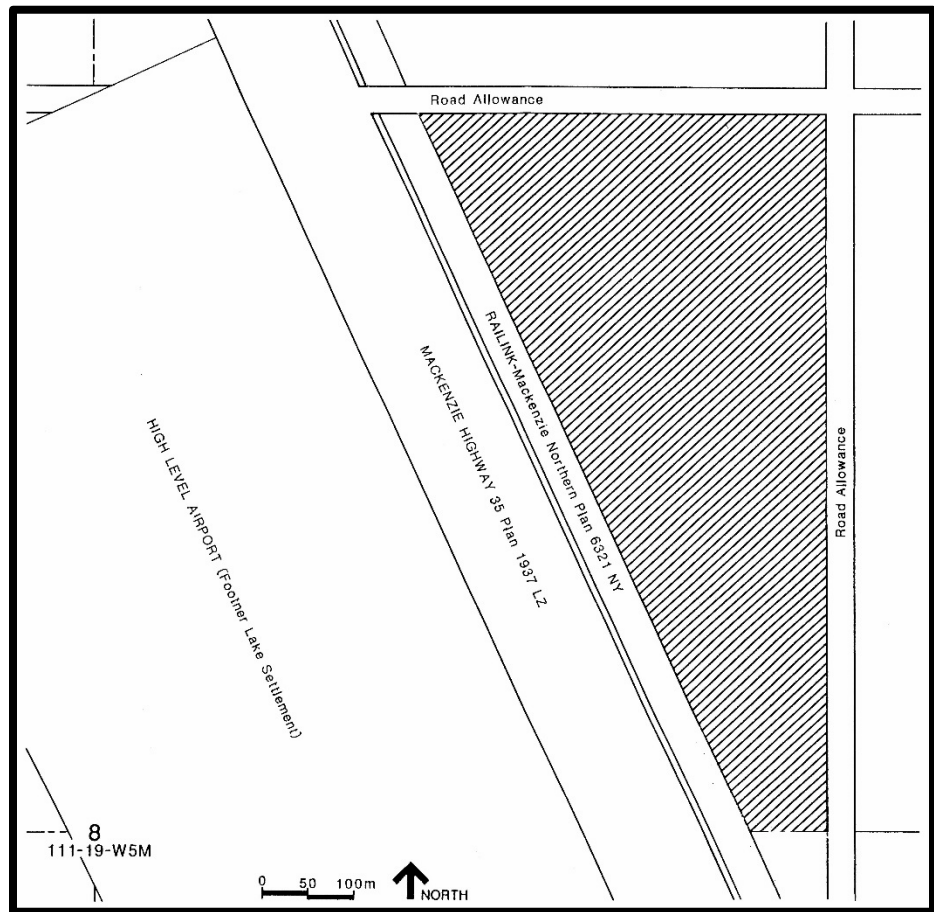 Road Allowance
RAILINK-Mackenzie Northern Plan 6321 NY
MACKENZIE HIGHWAY 35 Plan 1937 LZ
Road Allowance
HIGH LEVEL AIRPORT (Footner Lake Settlement)
8
111-19-W5M
0 50 100m
NORTH